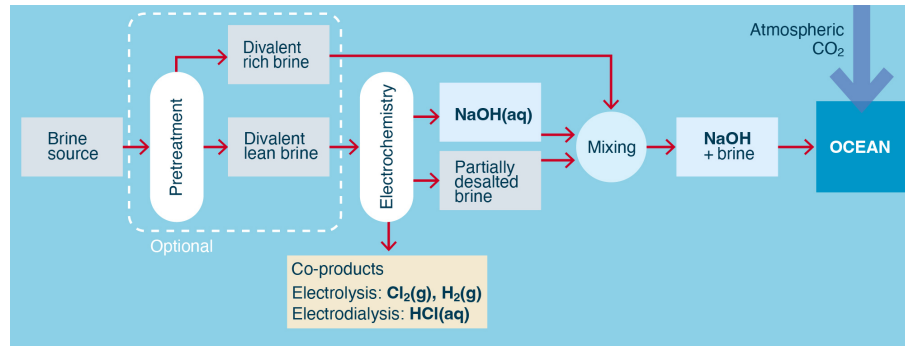 Atmospheric
CO₂
Divalent
rich brine
Brine
source
Pretreatment
Divalent
lean brine
Optional
Electrochemistry
NaOH(aq)
Partially
desalted
brine
Mixing
NaOH
+ brine
OCEAN
Co-products
Electrolysis: Cl₂(g), H₂(g)
Electrodialysis: HCl(aq)